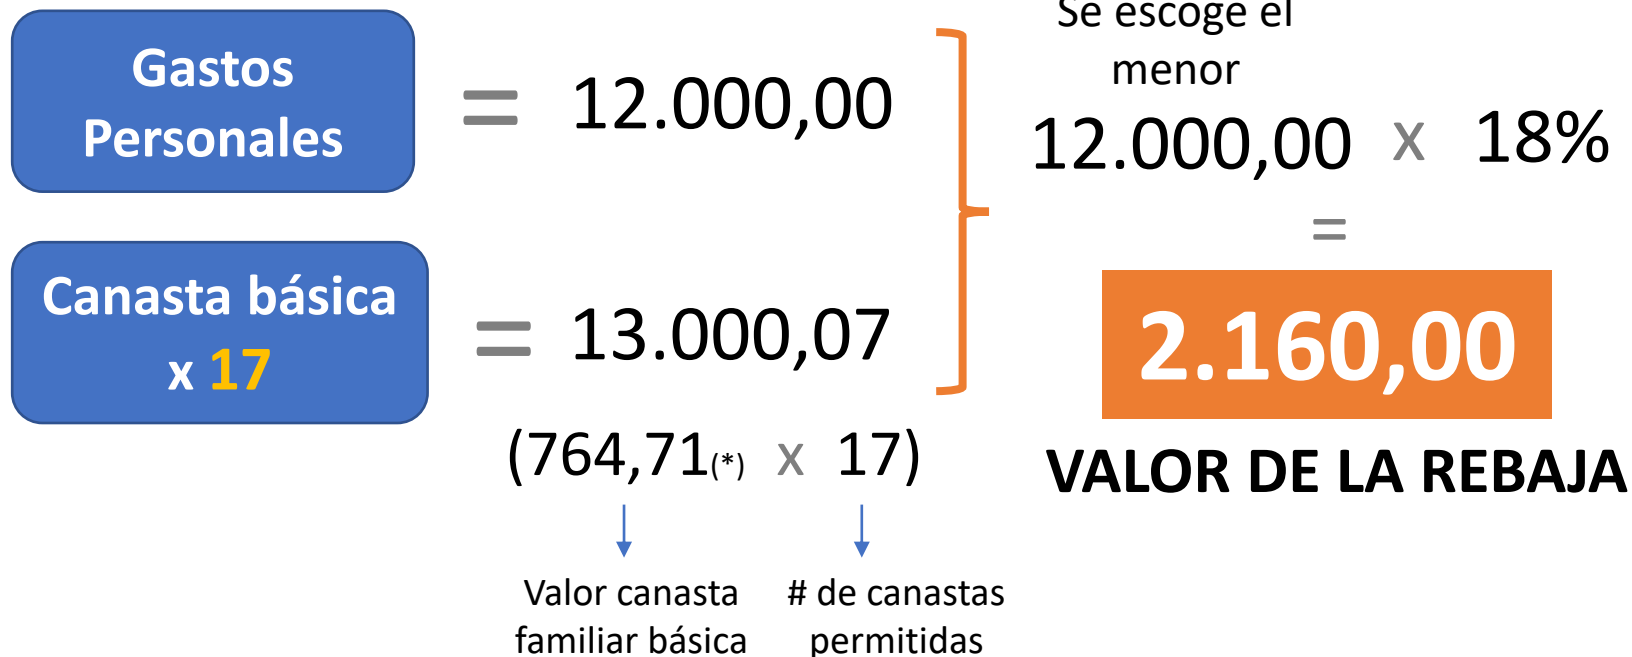 Gastos
Personales
= 12.000,00
Canasta básica
x 17
= 13.000,07
(764,71(*) x 17)
Valor canasta
familiar básica
# de canastas
permitidas
Se escoge el
menor
12.000,00 x 18%
=
2.160,00
VALOR DE LA REBAJA